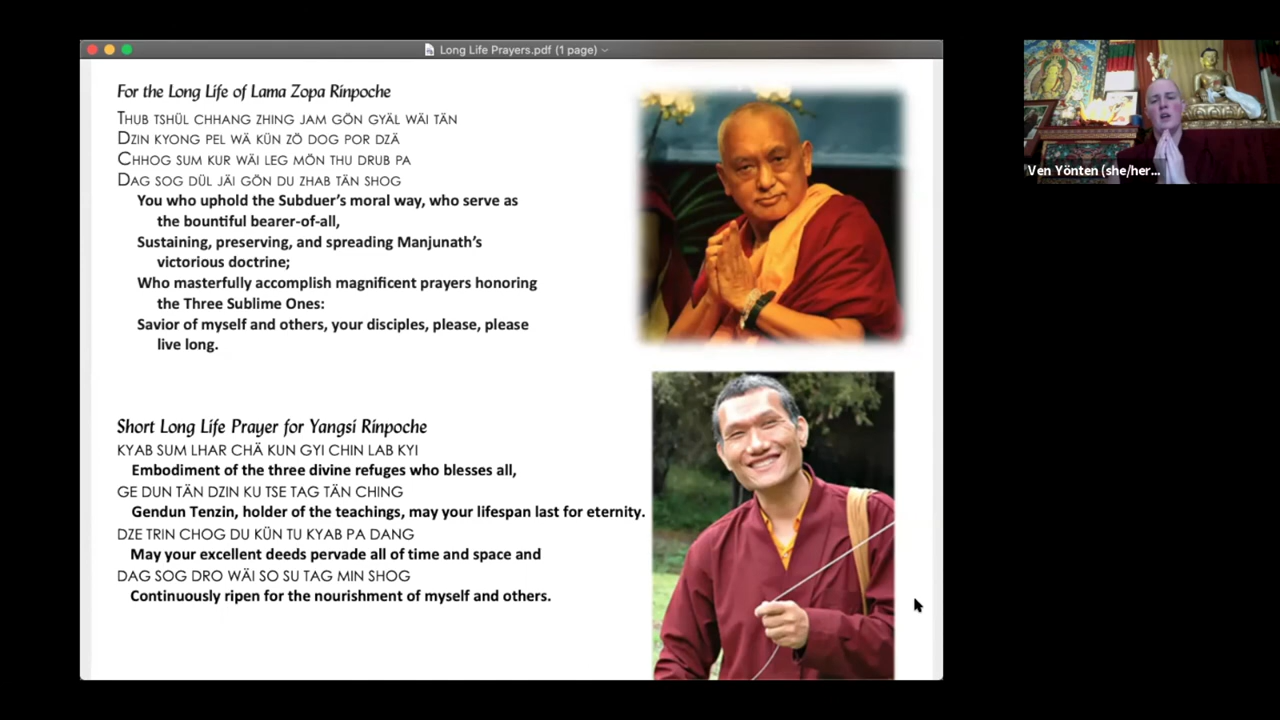 Long Life Prayers.pdf (1 page)
For the Long Life of Lama Zopa Rínpoche
THUB TSHÜL CHHANG ZHING JAM GÖN GYÄL WÄI TÄN
DZIN KYONG PEL WÄ KÜN ZÖ DOG POR DZÄ
CHHOG SUM KUR WÄI LEG MÖN THU DRUB PA
DAG SOG DÜL JÄI GÖN DU ZHAB TÄN SHOG
You who uphold the Subduer's moral way, who serve as
the bountiful bearer-of-all,
Sustaining, preserving, and spreading Manjunath's
victorious doctrine;
Who masterfully accomplish magnificent prayers honoring
the Three Sublime Ones:
Savior of myself and others, your disciples, please, please
live long.
Short Long Life Prayer for Yangsí Rínpoche
KYAB SUM LHAR CHÄ KUN GYI CHIN LAB KYI
Embodiment of the three divine refuges who blesses all,
GE DUN TÄN DZIN KU TSE TAG TÄN CHING
Gendun Tenzin, holder of the teachings, may your lifespan last for eternity.
DZE TRIN CHOG DU KÜN TU KYAB PA DANG
May your excellent deeds pervade all of time and space and
DAG SOG DRO WÄI SO SU TAG MIN SHOG
Continuously ripen for the nourishment of myself and others.
Ven Yönten (she/her...